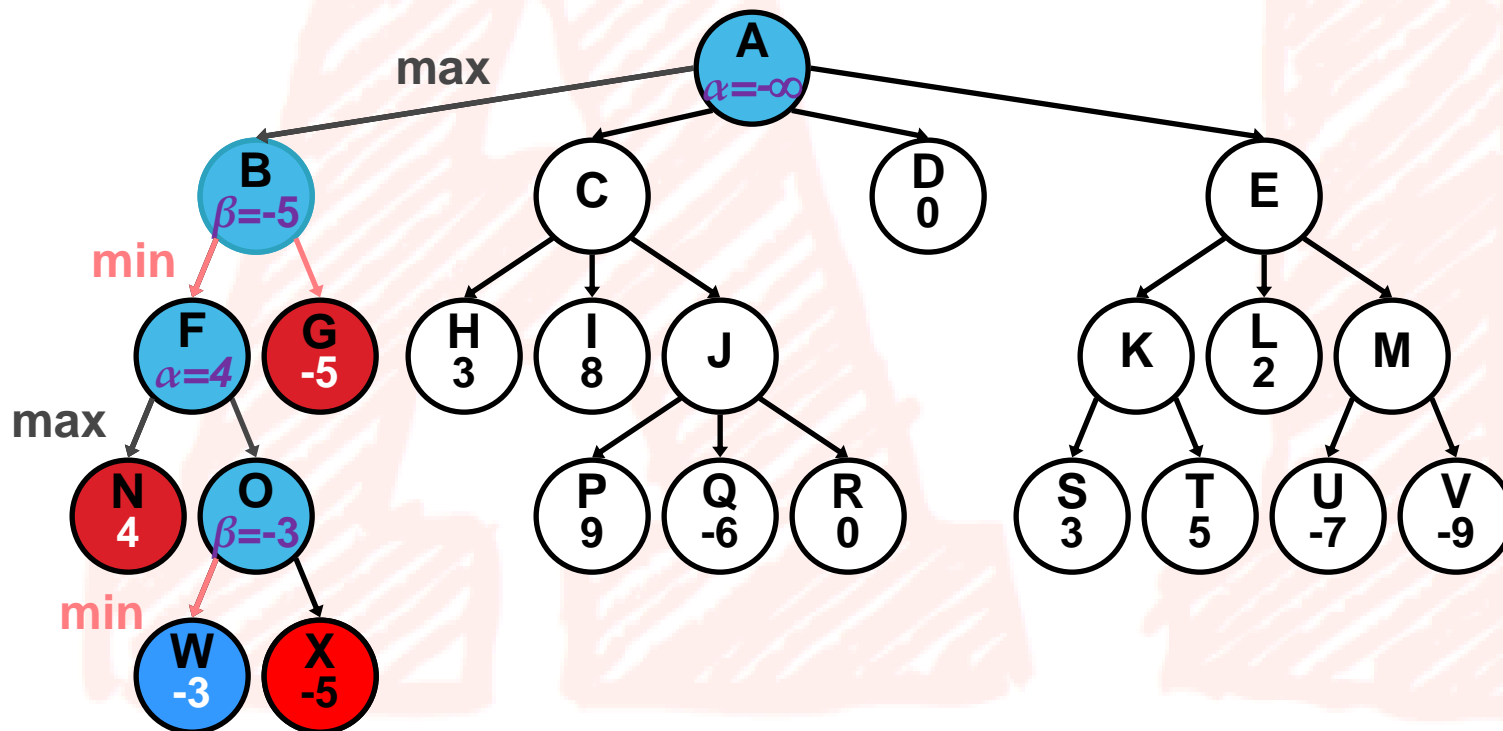 A
α=-∞
max
B
β=-5
C
D
0
E
min
F
α=4
G
-5
H
3
I
8
J
K
L
2
M
max
N
4
O
β=-3
P
9
Q
-6
R
0
S
3
T
5
U
-7
V
-9
min
W
-3
X
-5